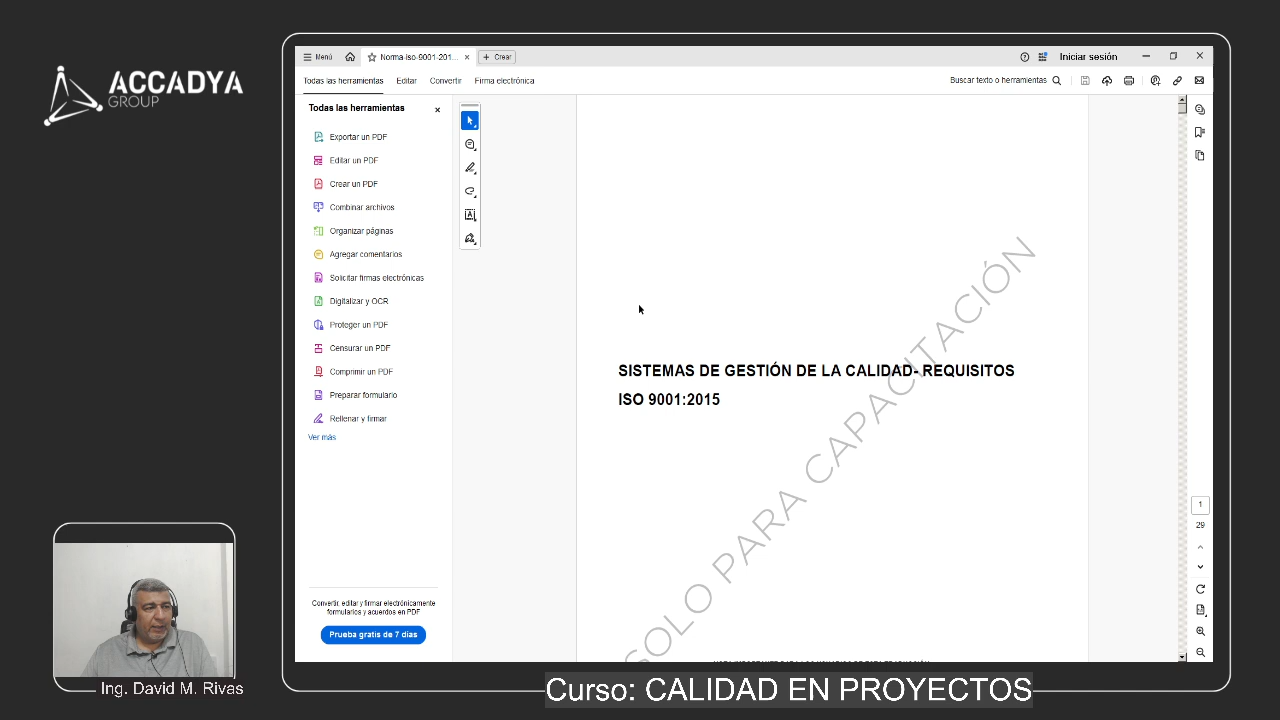 ACCADYA
GROUP
Menú
Norma-iso-9001-201...
Crear
Iniciar sesión
Todas las herramientas
Editar
Convertir
Firma electrónica
Buscar texto o herramientas
Todas las herramientas
Exportar un PDF
Editar un PDF
Crear un PDF
Combinar archivos
Organizar páginas
Agregar comentarios
Solicitar firmas electrónicas
Digitalizar y OCR
Proteger un PDF
Censurar un PDF
Comprimir un PDF
Preparar formulario
Rellenar y firmar
Ver más
Convertir, editar y firmar electrónicamente
formularios y acuerdos en PDF
Prueba gratis de 7 días
SISTEMAS DE GESTIÓN DE LA CALIDAD- REQUISITOS
ISO 9001:2015
SOLO PARA CAPACITACIÓN
1
29
Ing. David M. Rivas
Curso: CALIDAD EN PROYECTOS